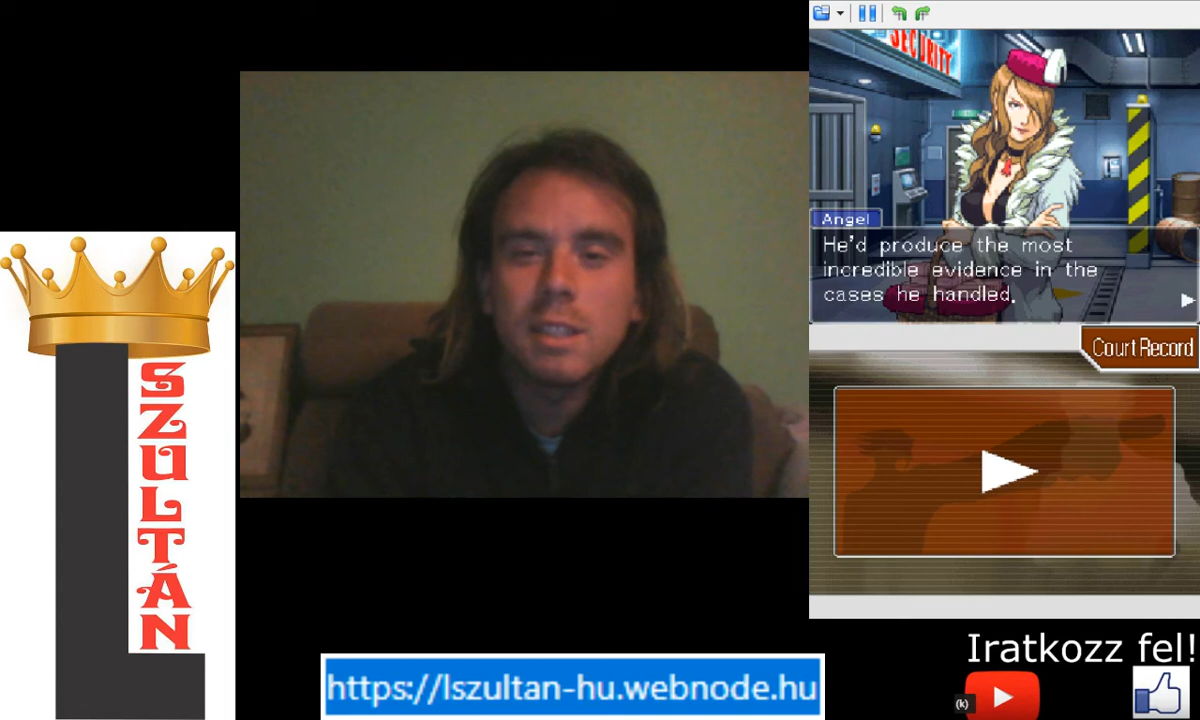 SECURITY
Angel
He'd produce the most
incredible evidence in the
cases he handled.
Court Record
SZULTÁN
L
Iratkozz fel!
(k)
https://lszultan-hu.webnode.hu